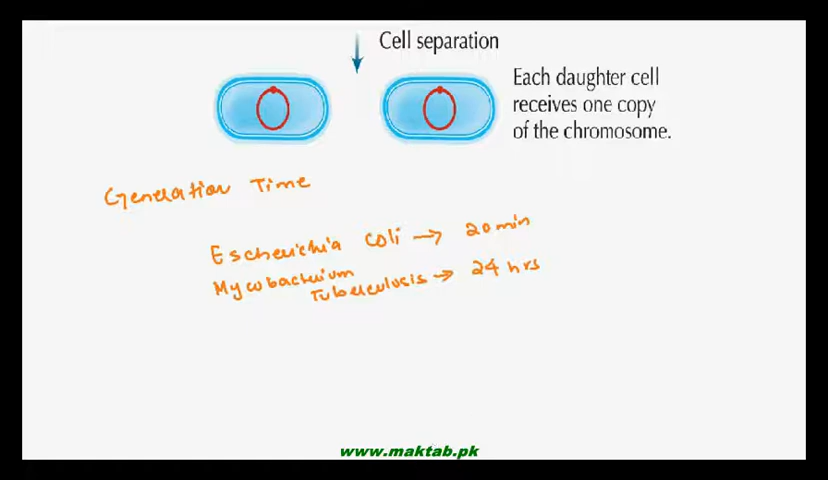 Cell separation
Each daughter cell
receives one copy
of the chromosome.
Generation Time
Escherichia Coli → 20 min
Mycobacterium
Tuberculosis → 24 hrs
www.maktab.pk